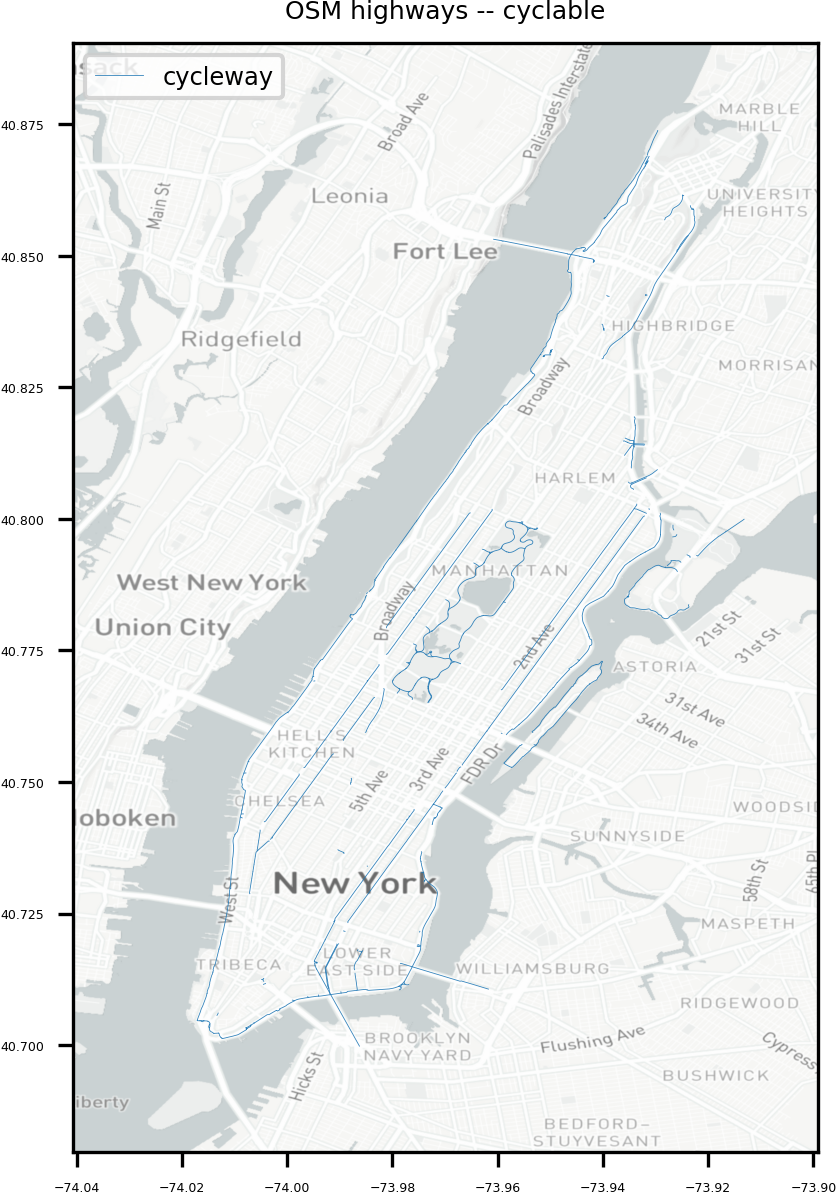 OSM highways -- cyclable
cycleway
sack
40.875
40.850
40.825
40.800
40.775
40.750
40.725
40.700
Broad Ave
Palisades Interstate
MARBLE
HILL
Main St
Leonia
UNIVERSITY
HEIGHTS
Fort Lee
Ridgefield
HIGHBRIDGE
Broadway
MORRISAN
HARLEM
West New York
MANHATTAN
Union City
Broadway
2nd Ave
21st St
31st St
ASTORIA
31st Ave
34th Ave
HELL'S
KITCHEN
3rd Ave
FDR Dr
5th Ave
CHELSEA
WOODSI
loboken
SUNNYSIDE
New York
58th St
65th Pl
West St
MASPETH
TRIBECA
LOWER
EAST SIDE
WILLIAMSBURG
RIDGEWOOD
BROOKLYN
NAVY YARD
Flushing Ave
Cypress
Hicks St
BUSHWICK
iberty
BEDFORD-
STUYVESANT
−74.04
−74.02
−74.00
−73.98
−73.96
−73.94
−73.92
−73.90